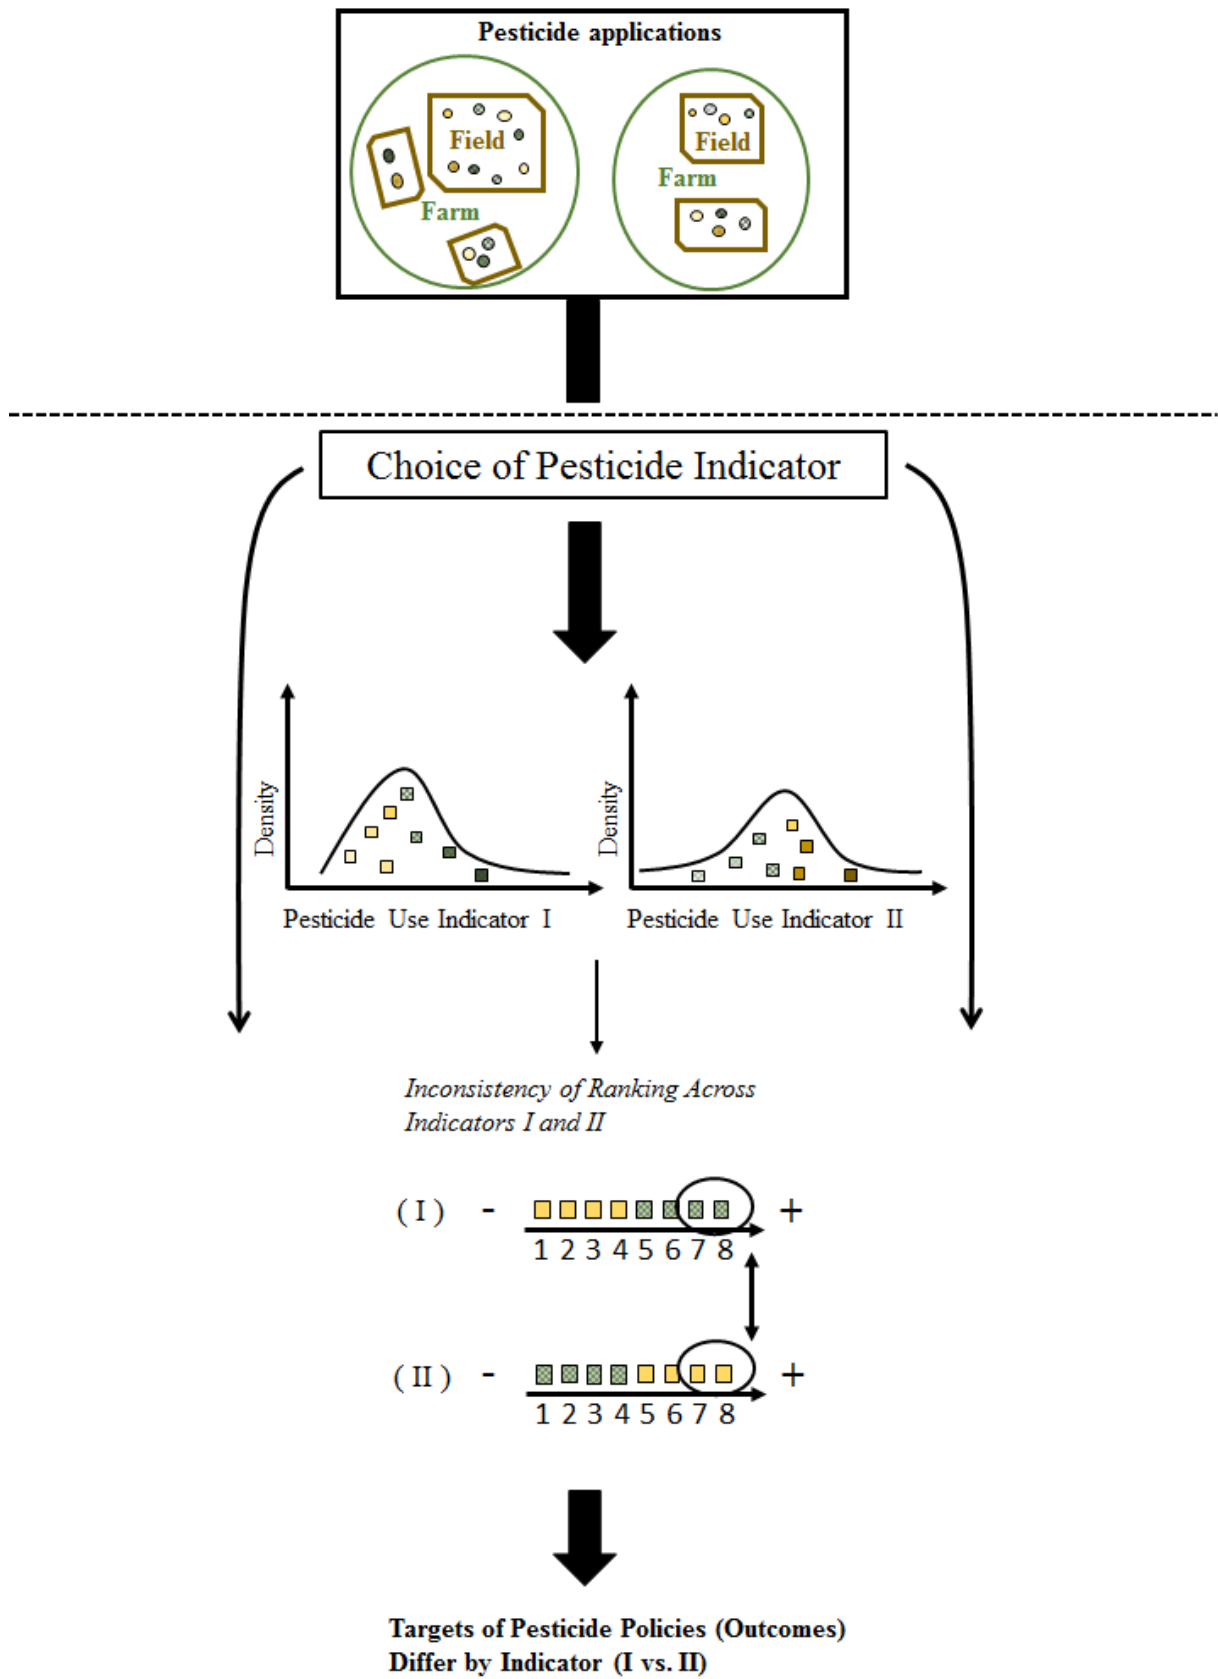 Pesticide applications
Field
Farm
Field
Farm
Choice of Pesticide Indicator
Density
Pesticide Use Indicator I
Density
Pesticide Use Indicator II
Inconsistency of Ranking Across
Indicators I and II
( I ) - +
1 2 3 4 5 6 7 8
( II ) - +
1 2 3 4 5 6 7 8
Targets of Pesticide Policies (Outcomes)
Differ by Indicator (I vs. II)